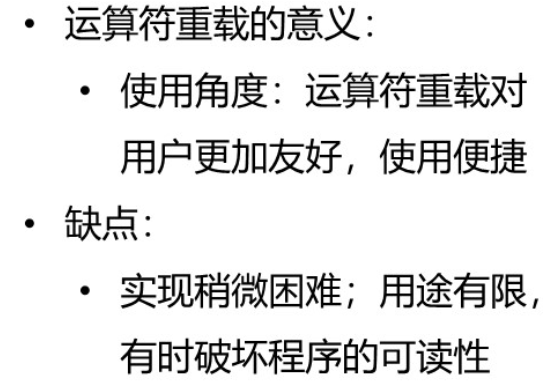 • 运算符重载的意义：
• 使用角度：运算符重载对
用户更加友好，使用便捷
• 缺点：
• 实现稍微困难；用途有限，
有时破坏程序的可读性